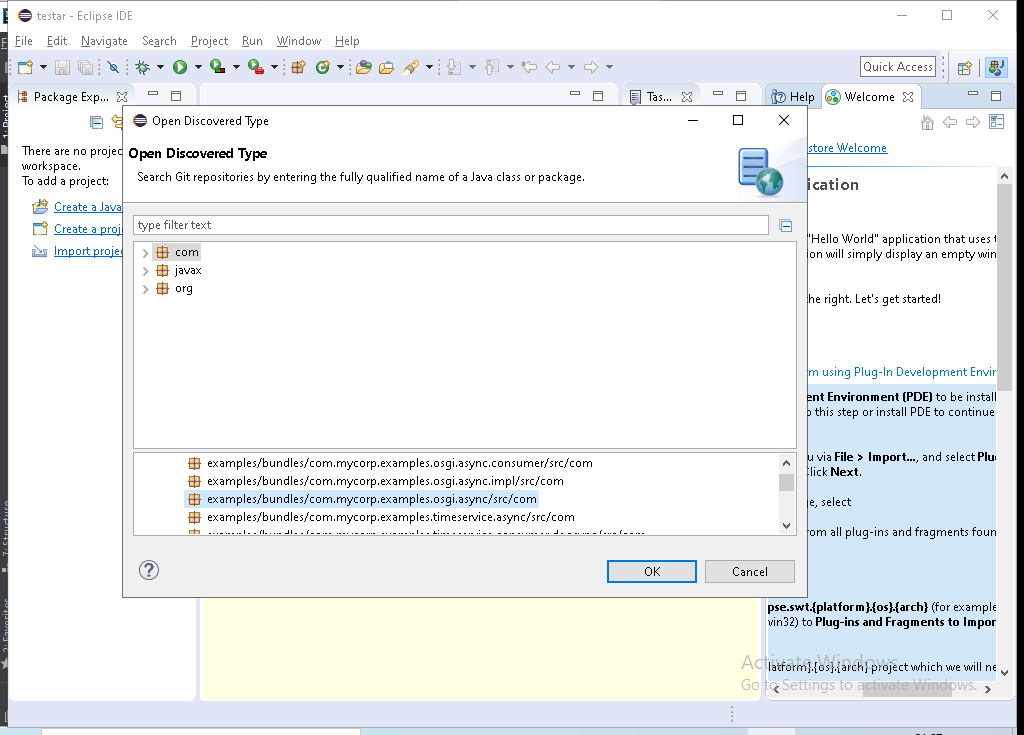 testar - Eclipse IDE
File Edit Navigate Search Project Run Window Help
Quick Access
Package Exp...
Tas...
Help
Welcome
There are no projec
workspace.
To add a project:
Create a Java
Create a proj
Import projec
Open Discovered Type
Open Discovered Type
Search Git repositories by entering the fully qualified name of a Java class or package.
type filter text
com
javax
org
examples/bundles/com.mycorp.examples.osgi.async.consumer/src/com
examples/bundles/com.mycorp.examples.osgi.async.impl/src/com
examples/bundles/com.mycorp.examples.osgi.async/src/com
examples/bundles/com.mycorp.examples.timeservice.async/src/com
OK
Cancel
store Welcome
ication
"Hello World" application that uses t
ion will simply display an empty win
he right. Let's get started!
m using Plug-In Development Envir
ent Environment (PDE) to be install
this step or install PDE to continue
u via File > Import..., and select Plu
Click Next.
e, select
om all plug-ins and fragments foun
pse.swt.{platform}.{os}.{arch} (for example
vin32) to Plug-ins and Fragments to Impor
latform}.{os}.{arch} project which we will ne
Activate Windows
Go to Settings to activate Windows.